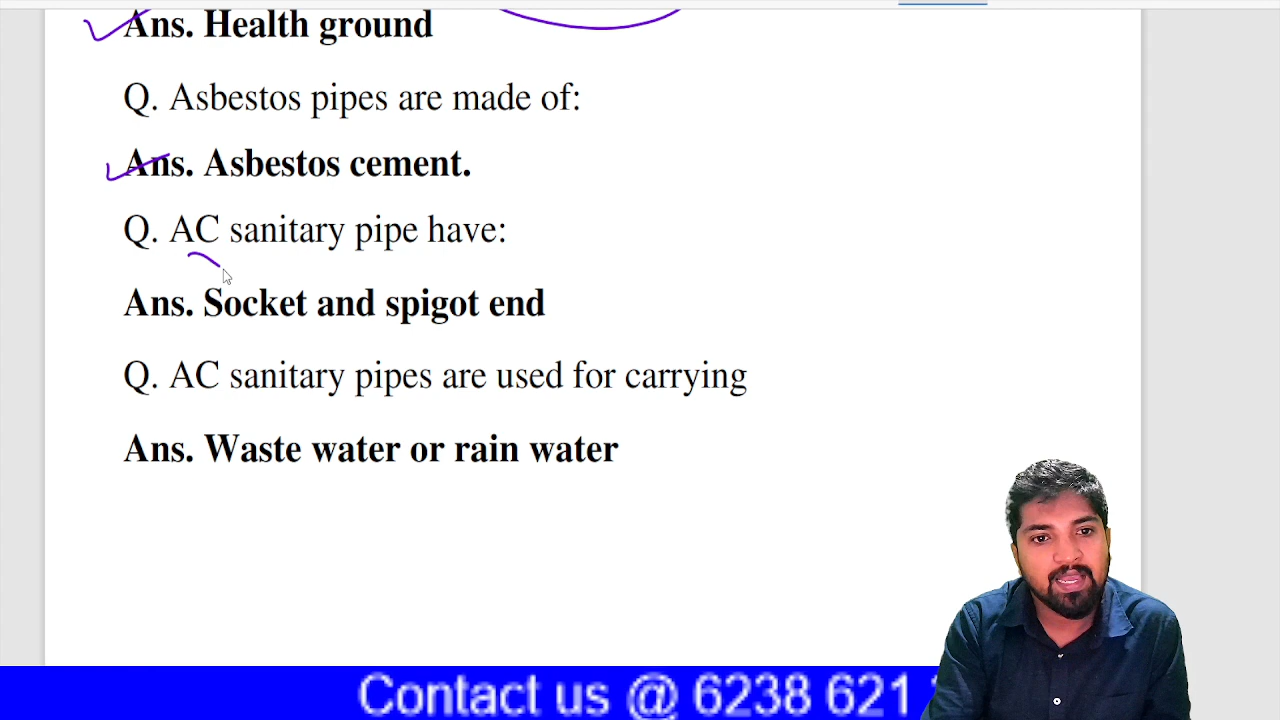 Ans. Health ground
Q. Asbestos pipes are made of:
Ans. Asbestos cement.
Q. AC sanitary pipe have:
Ans. Socket and spigot end
Q. AC sanitary pipes are used for carrying
Ans. Waste water or rain water
Contact us @ 6238 621